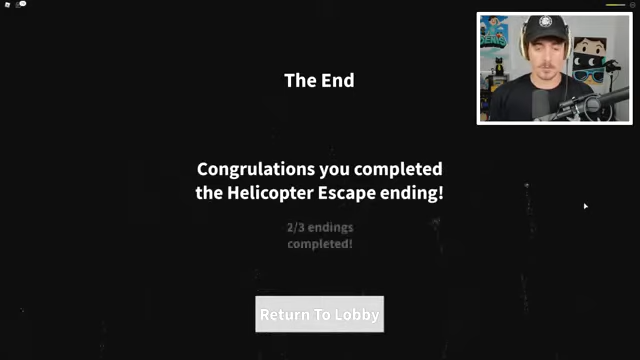 The End
Congrulations you completed
the Helicopter Escape ending!
2/3 endings
completed!
Return To Lobby